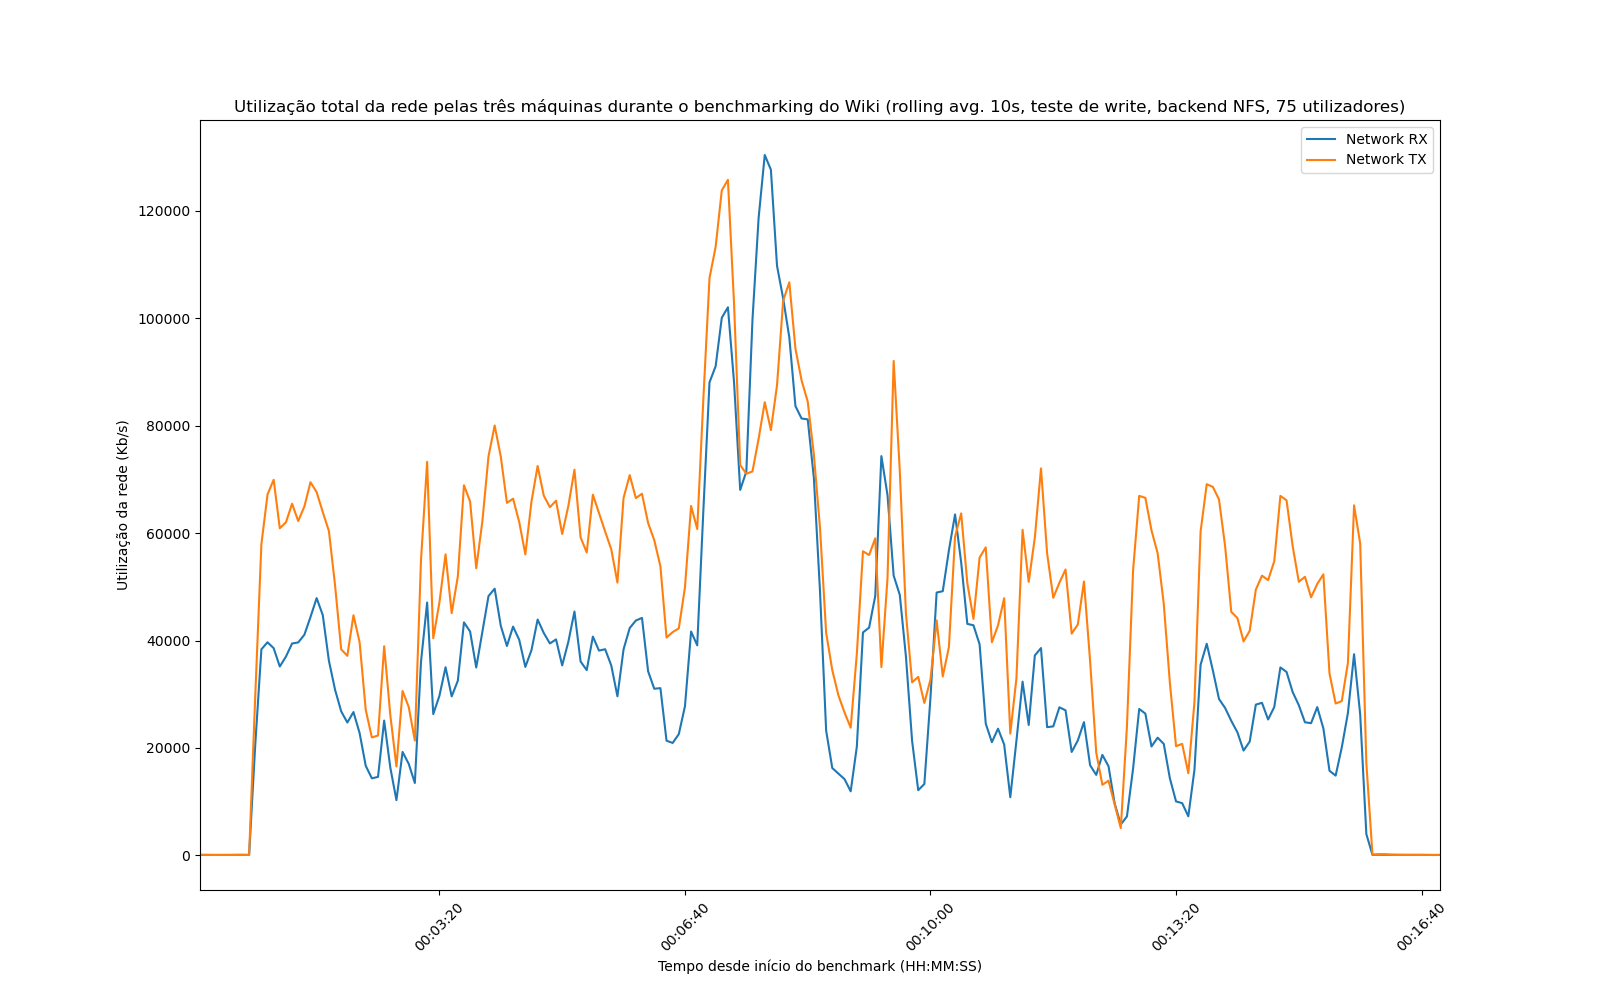 Utilização total da rede pelas três máquinas durante o benchmarking do Wiki (rolling avg. 10s, teste de write, backend NFS, 75 utilizadores)
Network RX
Network TX
Utilização da rede (Kb/s)
120000
100000
80000
60000
40000
20000
0
00:03:20
00:06:40
00:10:00
00:13:20
00:16:40
Tempo desde início do benchmark (HH:MM:SS)